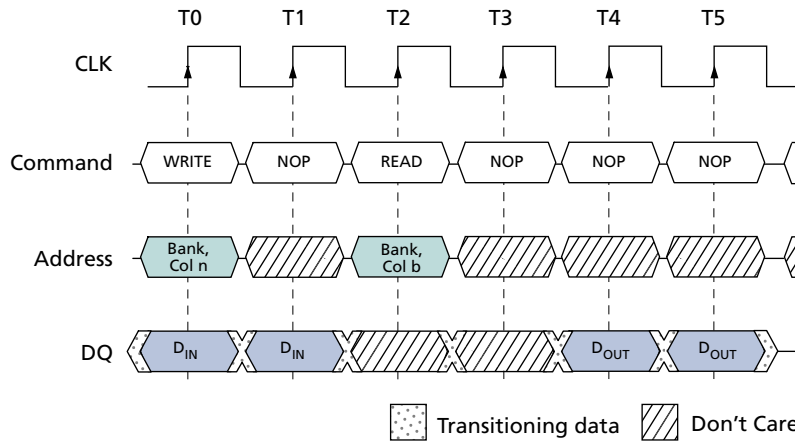 T0 T1 T2 T3 T4 T5
CLK
Command WRITE NOP READ NOP NOP NOP
Address Bank, Col n Bank, Col b
DQ DIN DIN DOUT DOUT
Transitioning data Don't Care